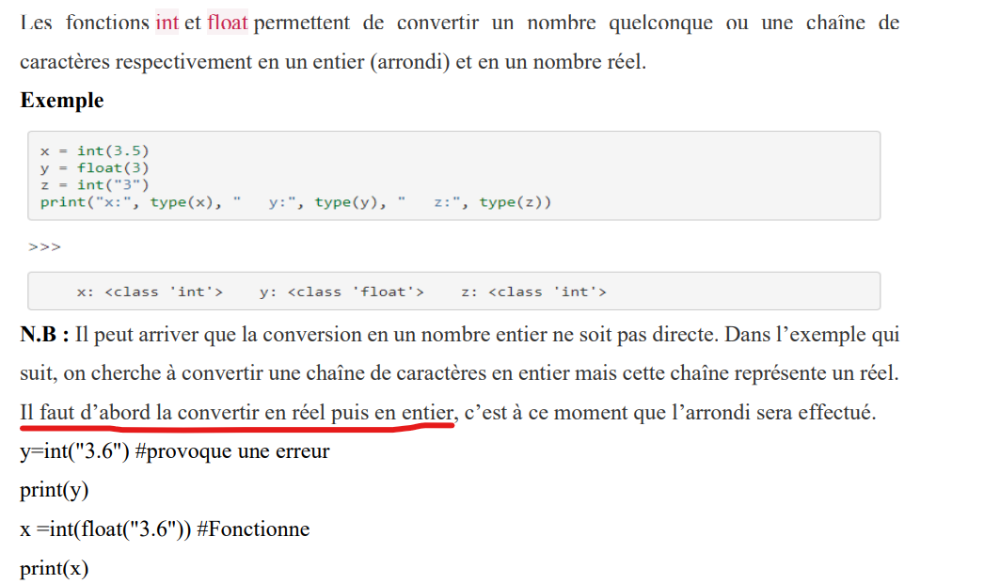 Les fonctions int et float permettent de convertir un nombre quelconque ou une chaîne de
caractères respectivement en un entier (arrondi) et en un nombre réel.
Exemple
x = int(3.5)
y = float(3)
z = int("3")
print("x:", type(x), "   y:", type(y), "   z:", type(z))
>>>
x: <class 'int'>    y: <class 'float'>    z: <class 'int'>
N.B : Il peut arriver que la conversion en un nombre entier ne soit pas directe. Dans l’exemple qui
suit, on cherche à convertir une chaîne de caractères en entier mais cette chaîne représente un réel.
Il faut d’abord la convertir en réel puis en entier, c’est à ce moment que l’arrondi sera effectué.
y=int("3.6") #provoque une erreur
print(y)
x =int(float("3.6")) #Fonctionne
print(x)